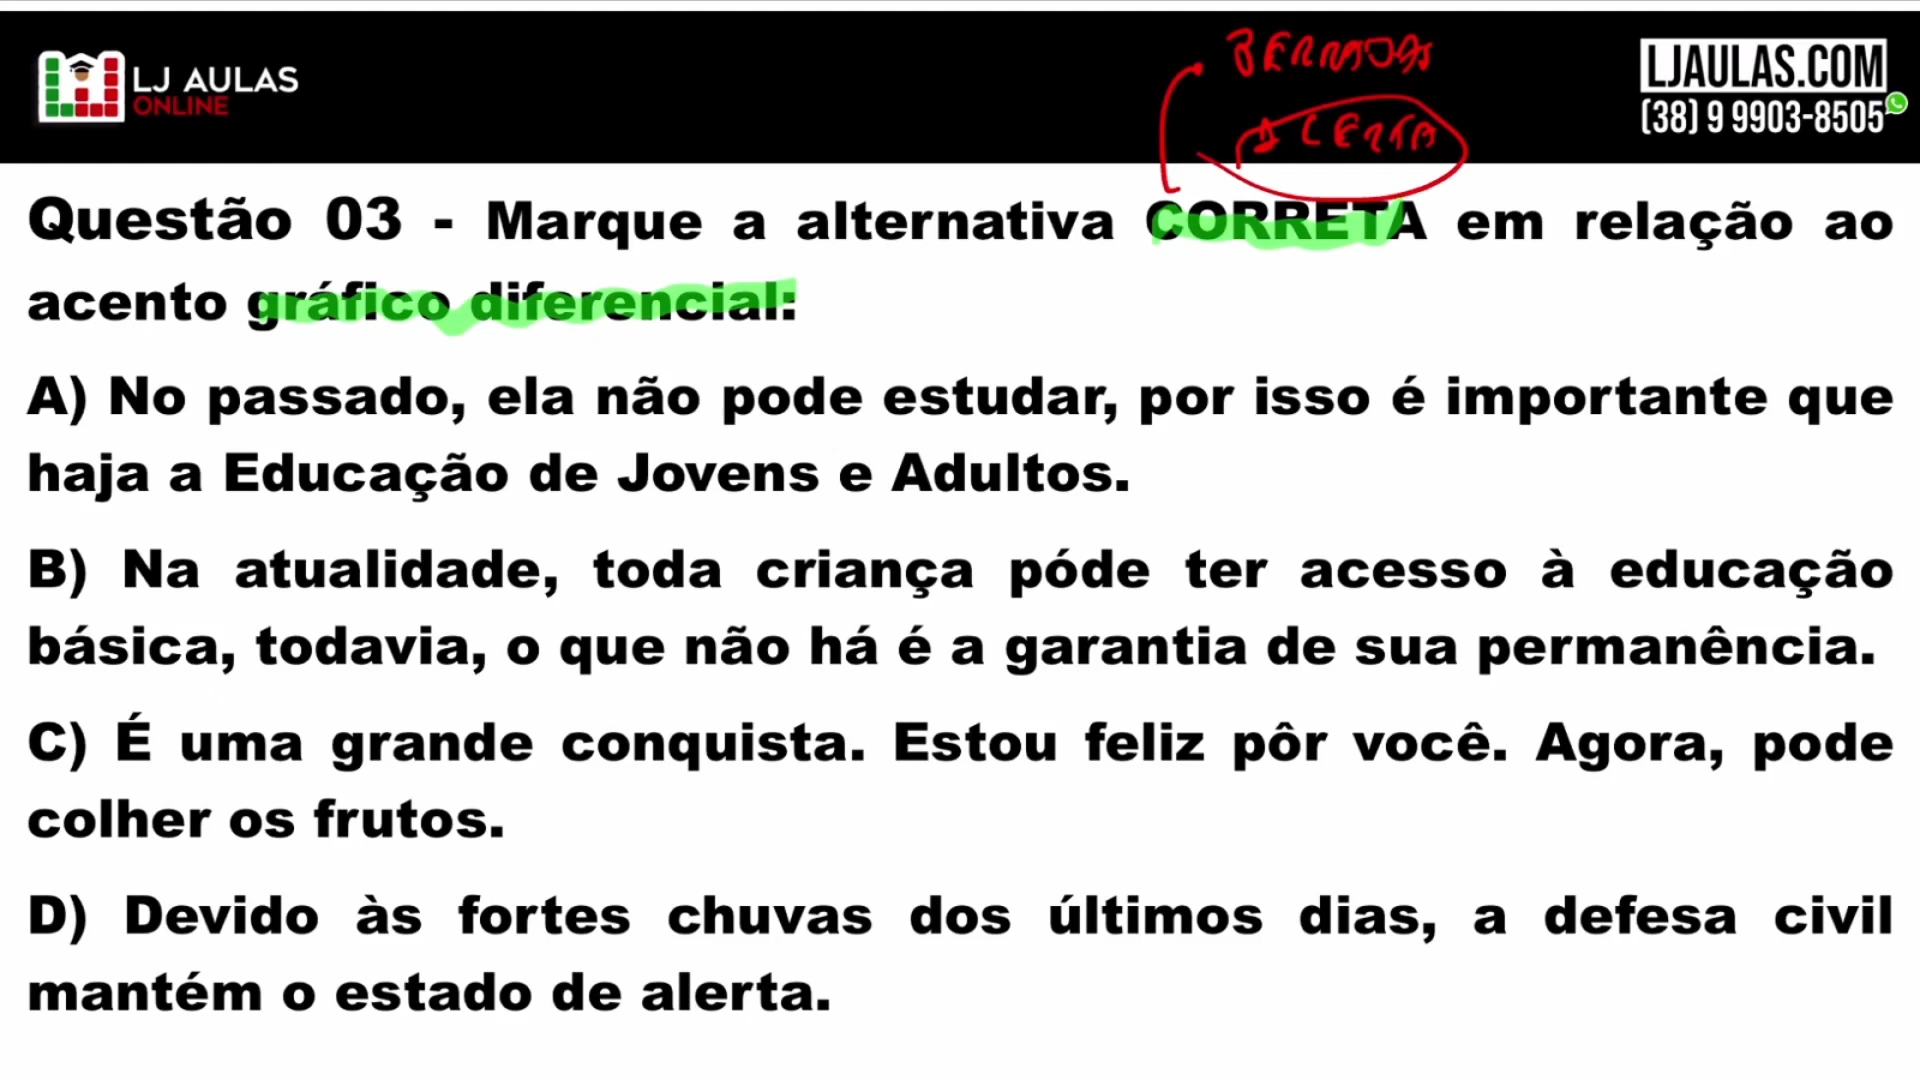 LJ AULAS
ONLINE
A CERTA
LJAULAS.COM
(38) 9 9903-8505
Questão 03 - Marque a alternativa CORRETA em relação ao
acento gráfico diferencial:
A) No passado, ela não pode estudar, por isso é importante que
haja a Educação de Jovens e Adultos.
B) Na atualidade, toda criança póde ter acesso à educação
básica, todavia, o que não há é a garantia de sua permanência.
C) É uma grande conquista. Estou feliz pôr você. Agora, pode
colher os frutos.
D) Devido às fortes chuvas dos últimos dias, a defesa civil
mantém o estado de alerta.